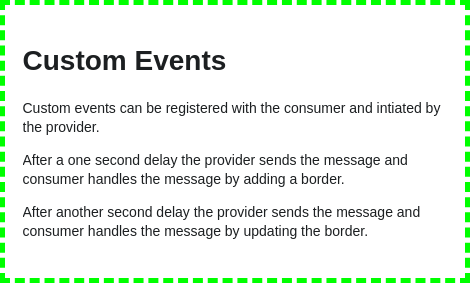 Custom Events
Custom events can be registered with the consumer and intiated by
the provider.
After a one second delay the provider sends the message and
consumer handles the message by adding a border.
After another second delay the provider sends the message and
consumer handles the message by updating the border.